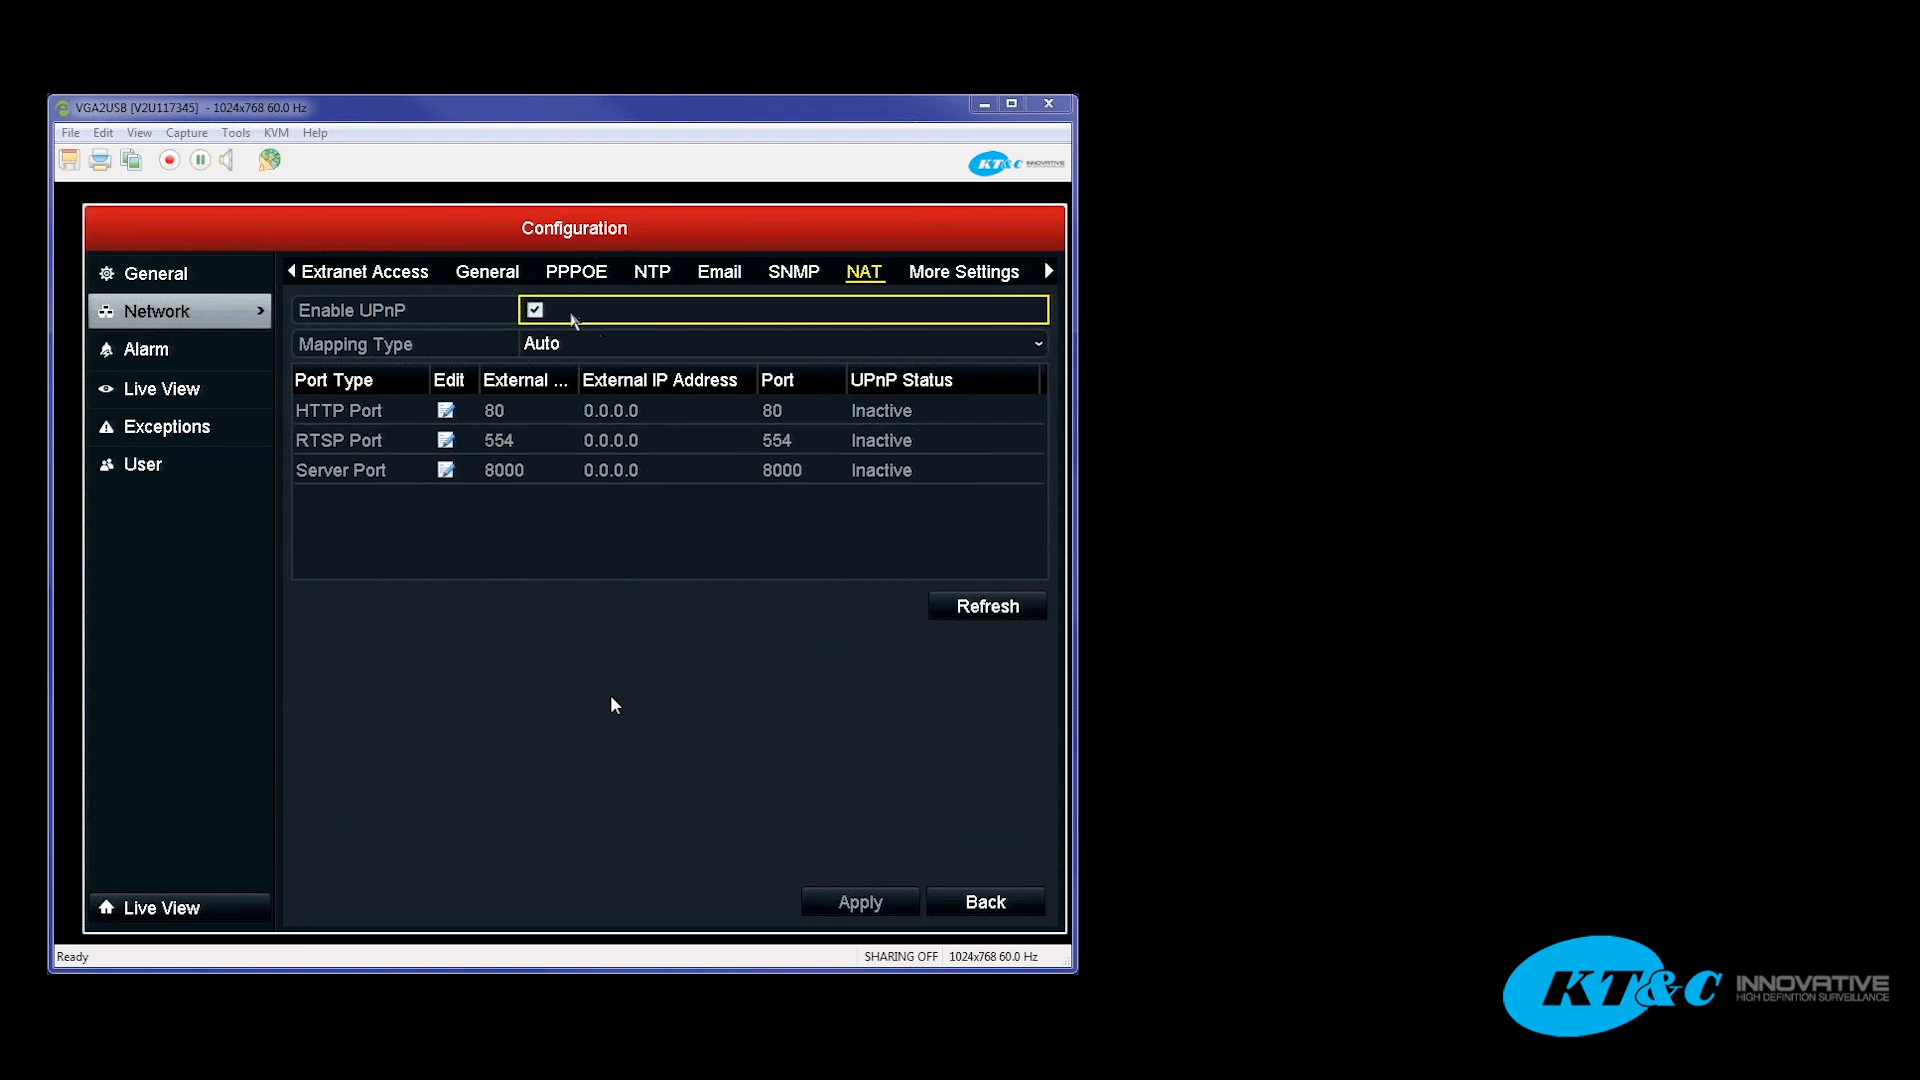 VGA2USB [V2U117345] - 1024x768 60.0 Hz
File Edit View Capture Tools KVM Help
KT&C INNOVATIVE
Configuration
General
Network
Alarm
Live View
Exceptions
User
Live View
Extranet Access General PPPOE NTP Email SNMP NAT More Settings
Enable UPnP
Mapping Type Auto
Port Type Edit External ... External IP Address Port UPnP Status
HTTP Port 80 0.0.0.0 80 Inactive
RTSP Port 554 0.0.0.0 554 Inactive
Server Port 8000 0.0.0.0 8000 Inactive
Refresh
Apply Back
Ready SHARING OFF 1024x768 60.0 Hz
KT&C INNOVATIVE
HIGH DEFINITION SURVEILLANCE